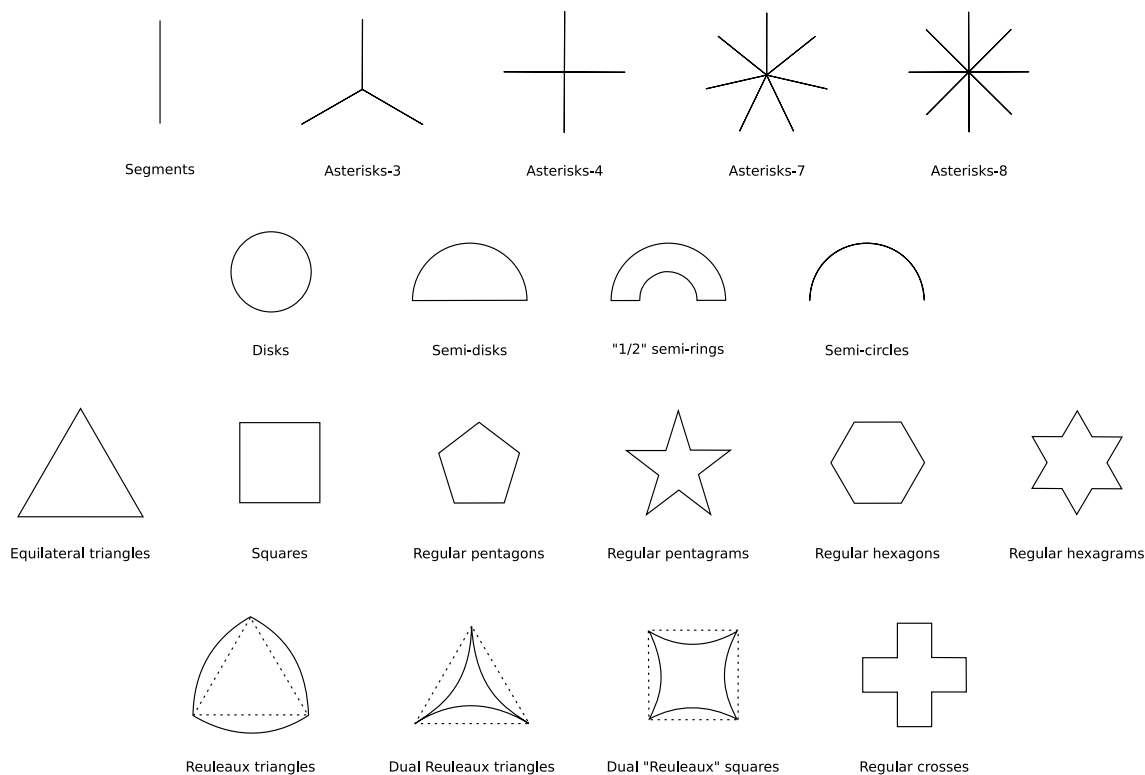 Segments
Asterisks-3
Asterisks-4
Asterisks-7
Asterisks-8
Disks
Semi-disks
"1/2" semi-rings
Semi-circles
Equilateral triangles
Squares
Regular pentagons
Regular pentagrams
Regular hexagons
Regular hexagrams
Reuleaux triangles
Dual Reuleaux triangles
Dual "Reuleaux" squares
Regular crosses